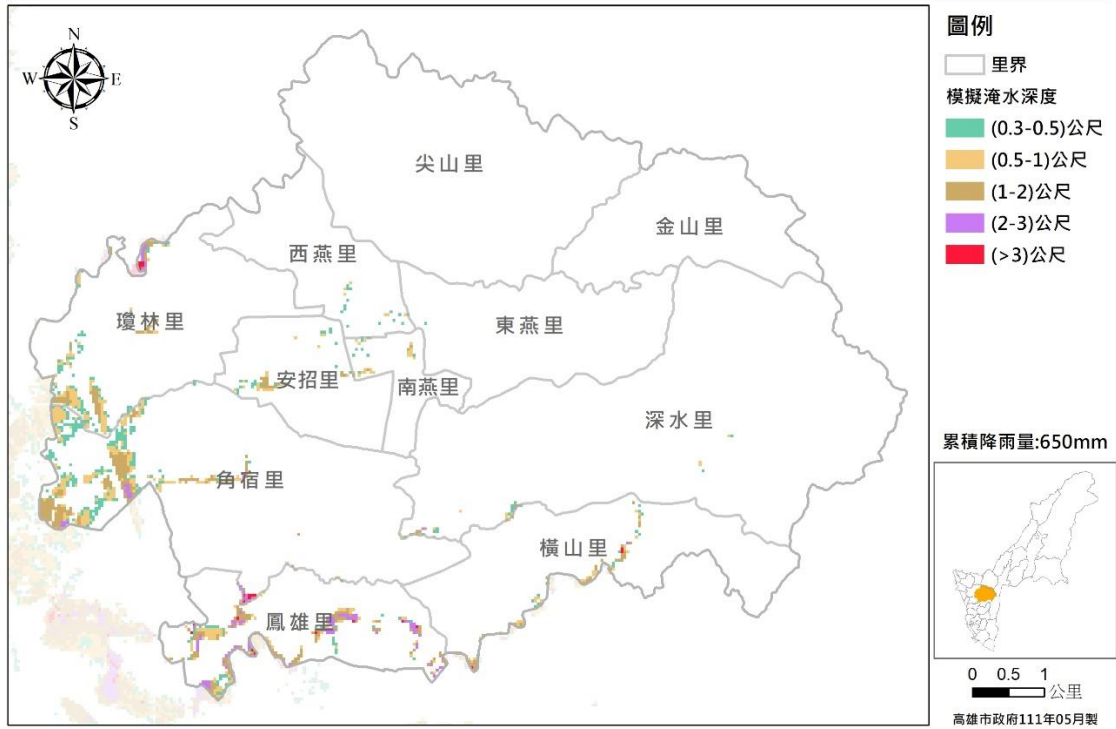 N
W E
S
尖山里
金山里
西燕里
瓊林里
東燕里
安招里
南燕里
深水里
角宿里
橫山里
鳳雄里
圖例
里界
模擬淹水深度
(0.3-0.5)公尺
(0.5-1)公尺
(1-2)公尺
(2-3)公尺
(>3)公尺
累積降雨量:650mm
0 0.5 1
公里
高雄市政府111年05月製